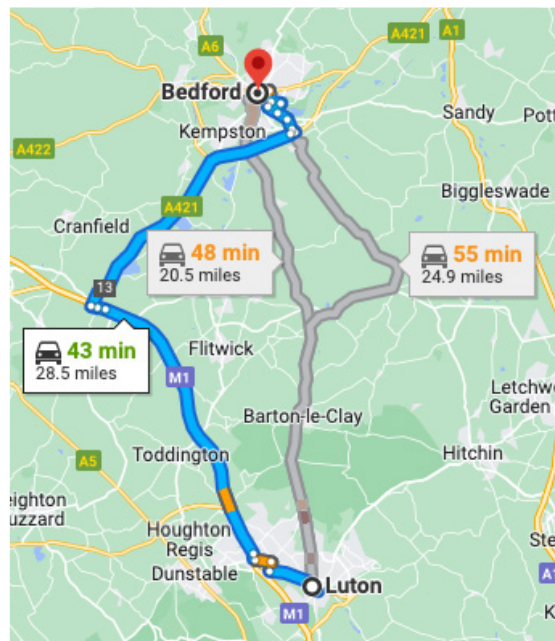 A6
A421
A1
Bedford
Sandy
Pott
Kempston
A422
Biggleswade
A421
Cranfield
48 min
20.5 miles
55 min
24.9 miles
13
43 min
28.5 miles
Flitwick
M1
Letchw
Garden
Barton-le-Clay
Toddington
Hitchin
A5
eighton
uzzard
Houghton
Regis
Ste
Dunstable
A1
Luton
M1
K